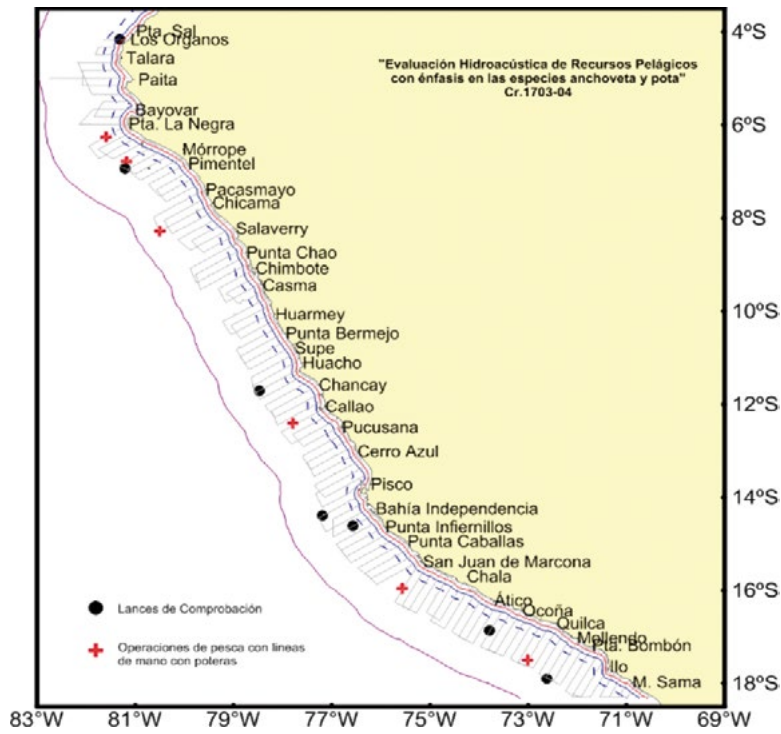 Pta. Sal
4ºS
Los Organos
Talara
"Evaluación Hidroacústica de Recursos Pelágicos
con énfasis en las especies anchoveta y pota"
Cr.1703-04
Paita
Bayovar
Pta. La Negra
6ºS
Mórrope
Pimentel
Pacasmayo
Chicama
8ºS
Salaverry
Punta Chao
Chimbote
Casma
10ºS
Huarmey
Punta Bermejo
Supe
Huacho
Chancay
Callao
12ºS
Pucusana
Cerro Azul
Pisco
14ºS
Bahía Independencia
Punta Infiernillos
Punta Caballas
San Juan de Marcona
Chala
16ºS
Ático
Ocoña
Quilca
Mollendo
Pta. Bombón
Ilo
M. Sama
18ºS
Lances de Comprobación
Operaciones de pesca con lineas
de mano con poteras
83ºW 81ºW 79ºW 77ºW 75ºW 73ºW 71ºW 69ºW